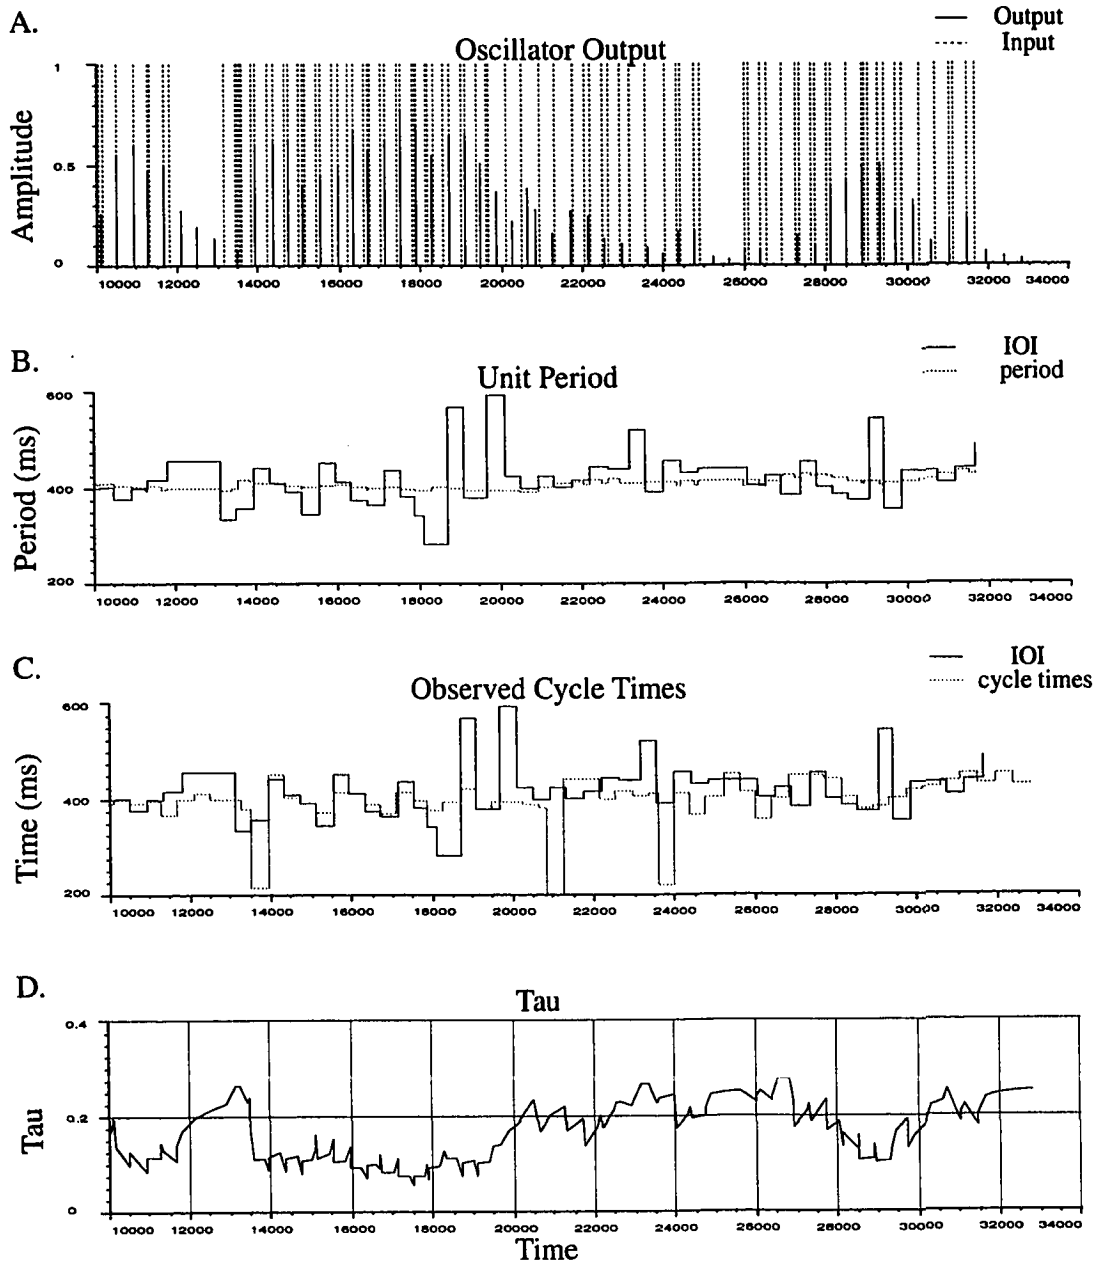 A.
Output
Input
Oscillator Output
Amplitude
1
0.5
0
10000 12000 14000 16000 18000 20000 22000 24000 26000 28000 30000 32000 34000
B.
IOI
period
Unit Period
Period (ms)
600
400
200
10000 12000 14000 16000 18000 20000 22000 24000 26000 28000 30000 32000 34000
C.
IOI
cycle times
Observed Cycle Times
Time (ms)
600
400
200
10000 12000 14000 16000 18000 20000 22000 24000 26000 28000 30000 32000 34000
D.
Tau
Tau
0.4
0.2
0
10000 12000 14000 16000 18000 20000 22000 24000 26000 28000 30000 32000 34000
Time